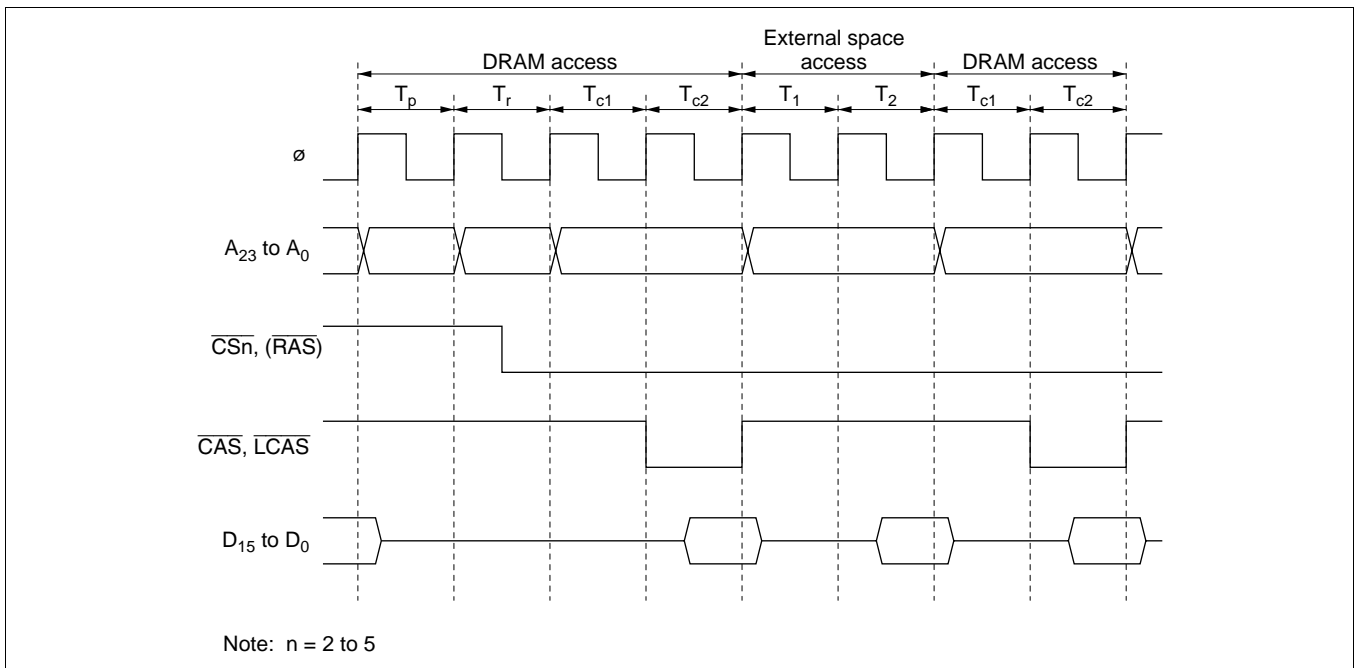 External space
DRAM access access DRAM access
Tp Tr Tc1 Tc2 T1 T2 Tc1 Tc2
ø
A23 to A0
CSn, (RAS)
CAS, LCAS
D15 to D0
Note: n = 2 to 5